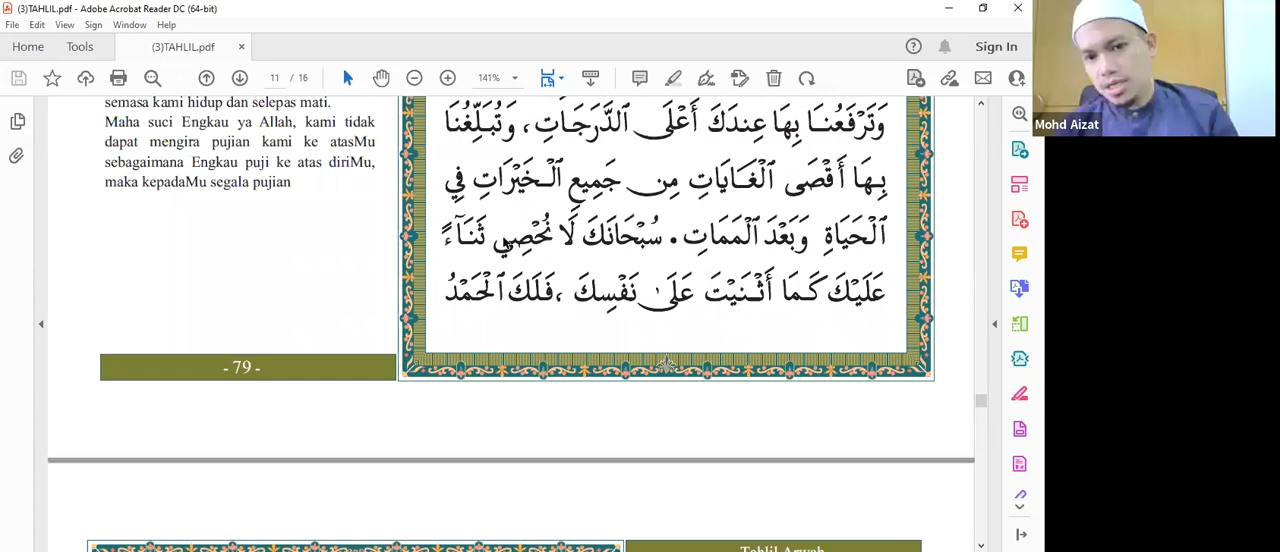 (3)TAHLIL.pdf - Adobe Acrobat Reader DC (64-bit)
File Edit View Sign Window Help
Home Tools (3)TAHLIL.pdf × Sign In
11 / 16 141%
Mohd Aizat
semasa kami hidup dan selepas mati.
Maha suci Engkau ya Allah, kami tidak
dapat mengira pujian kami ke atasMu
sebagaimana Engkau puji ke atas diriMu,
maka kepadaMu segala pujian
وَتَرْفَعُنَا بِهَا عِندَكَ أَعْلَى ٱلدَّرَجَاتِ، وَتُبَلِّغُنَا
بِهَا أَقْصَى ٱلْغَايَاتِ مِن جَمِيعِ ٱلْخَيْرَاتِ فِي
ٱلْحَيَاةِ وَبَعْدَ ٱلْمَمَاتِ. سُبْحَانَكَ لَا نُحْصِي ثَنَآءً
عَلَيْكَ كَمَا أَثْنَيْتَ عَلَىٰ نَفْسِكَ، فَلَكَ ٱلْحَمْدُ
- 79 -
Tahlil Arwah